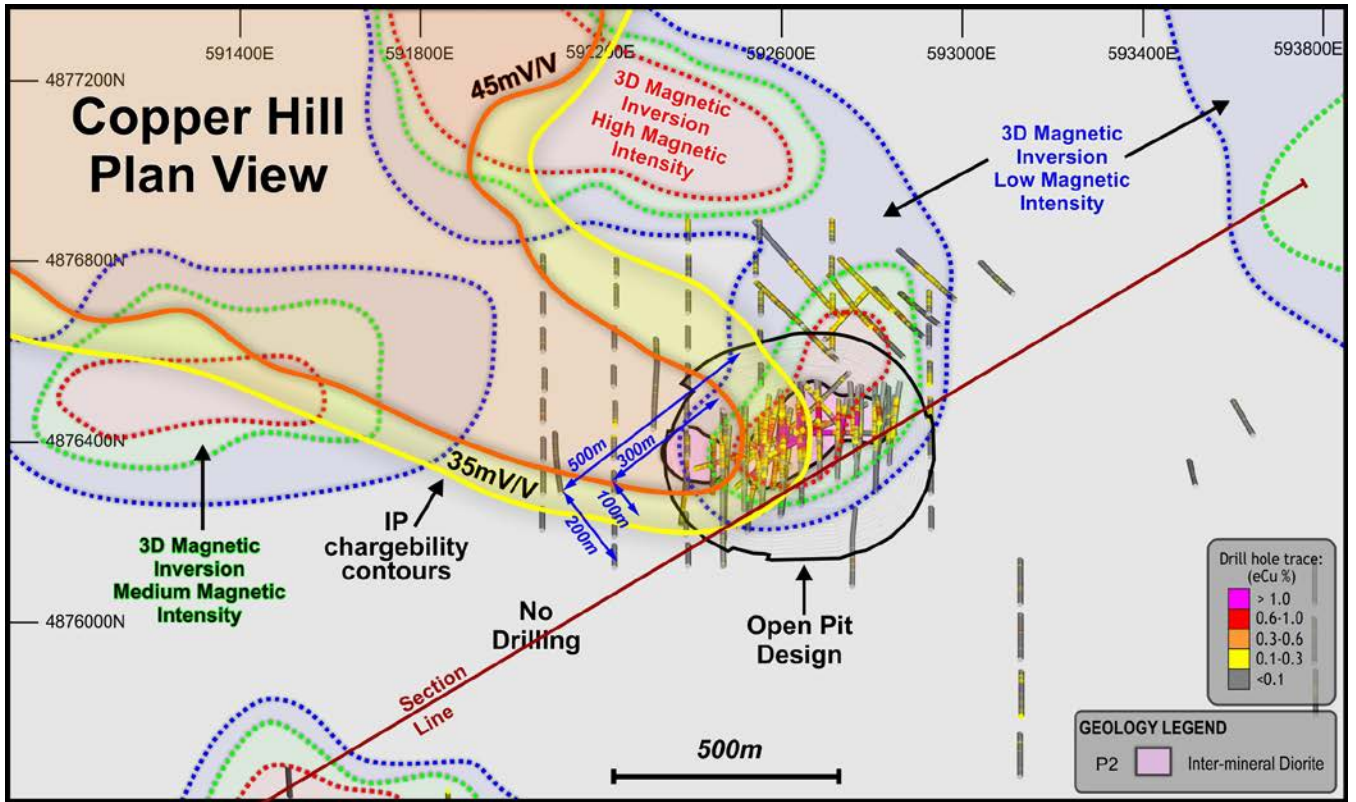 591400E
591800E
592200E
592600E
593000E
593400E
593800E
4877200N
4876800N
4876400N
4876000N
Copper Hill
Plan View
45mV/V
3D Magnetic
Inversion
High Magnetic
Intensity
3D Magnetic
Inversion
Low Magnetic
Intensity
500m
300m
100m
200m
35mV/V
IP
chargebility
contours
3D Magnetic
Inversion
Medium Magnetic
Intensity
No
Drilling
Open Pit
Design
Section
Line
500m
Drill hole trace:
(eCu %)
> 1.0
0.6-1.0
0.3-0.6
0.1-0.3
<0.1
GEOLOGY LEGEND
P2 Inter-mineral Diorite